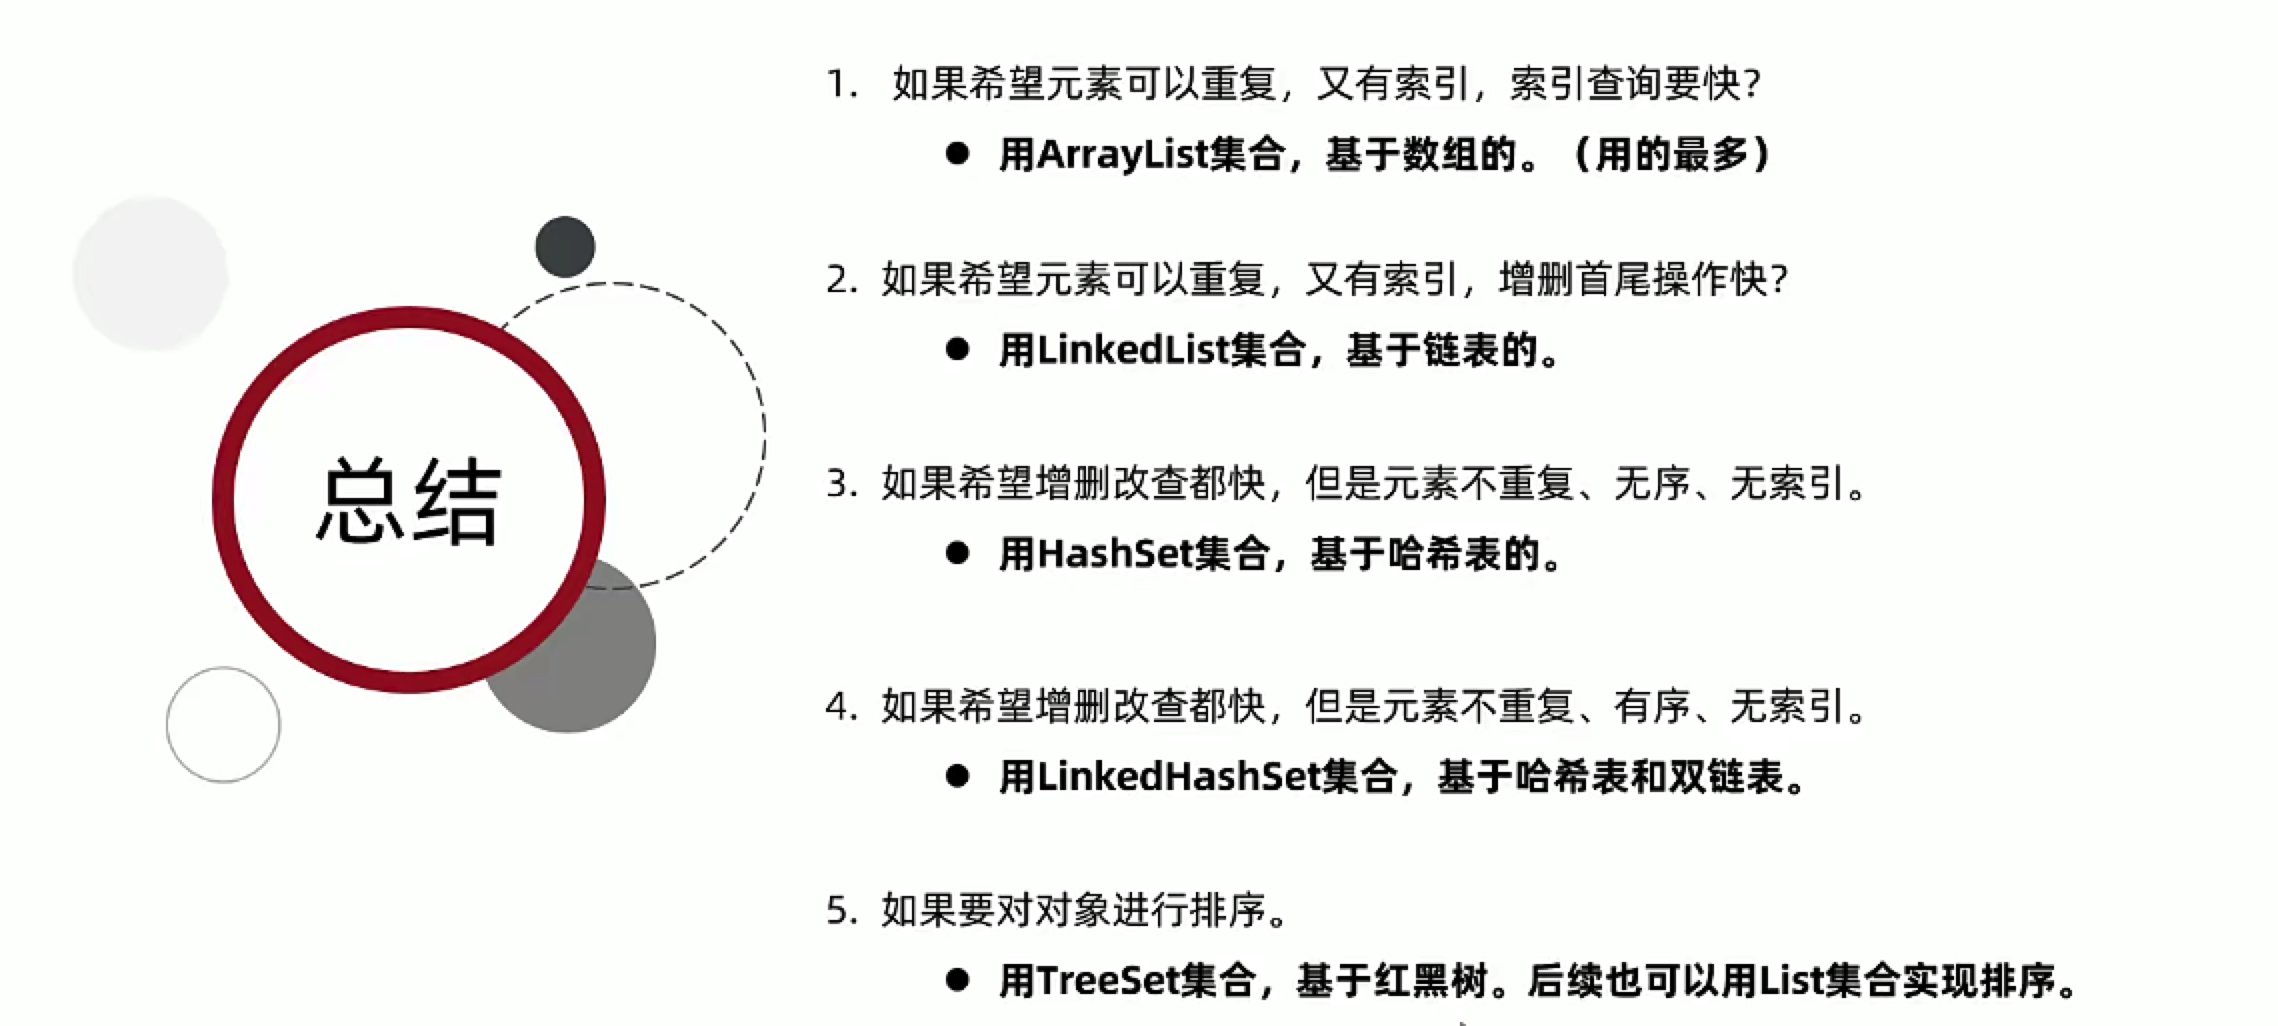 总结
1. 如果希望元素可以重复，又有索引，索引查询要快？
● 用ArrayList集合，基于数组的。（用的最多）
2. 如果希望元素可以重复，又有索引，增删首尾操作快？
● 用LinkedList集合，基于链表的。
3. 如果希望增删改查都快，但是元素不重复、无序、无索引。
● 用HashSet集合，基于哈希表的。
4. 如果希望增删改查都快，但是元素不重复、有序、无索引。
● 用LinkedHashSet集合，基于哈希表和双链表。
5. 如果要对对象进行排序。
● 用TreeSet集合，基于红黑树。后续也可以用List集合实现排序。